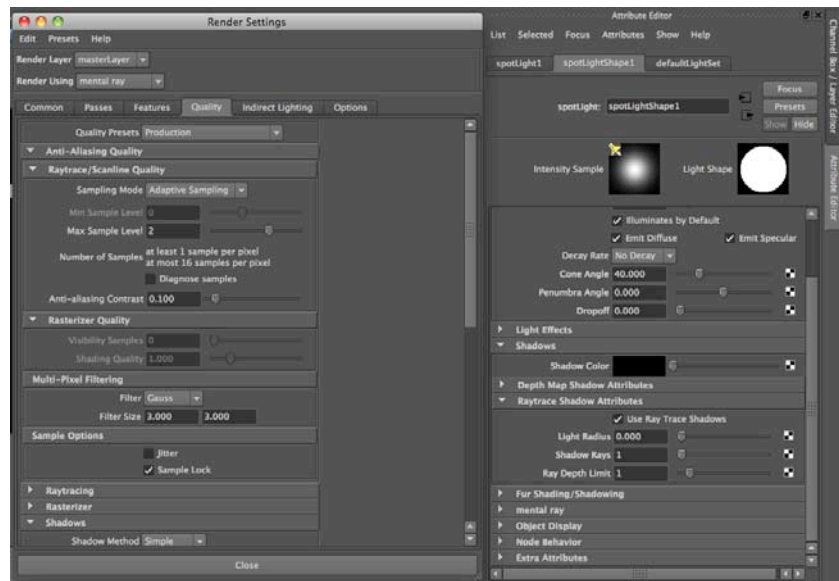 Render Settings
Edit Presets Help
Render Layer masterLayer
Render Using mental ray
Common Passes Features Quality Indirect Lighting Options
Quality Presets Production
Anti-Aliasing Quality
Raytrace/Scanline Quality
Sampling Mode Adaptive Sampling
Min Sample Level 0
Max Sample Level 2
Number of Samples at least 1 sample per pixel
at most 16 samples per pixel
Diagnose samples
Anti-aliasing Contrast 0.100
Rasterizer Quality
Visibility Samples 0
Shading Quality 1.000
Multi-Pixel Filtering
Filter Gauss
Filter Size 3.000 3.000
Sample Options
Jitter
Sample Lock
Raytracing
Rasterizer
Shadows
Shadow Method Simple
Close
Attribute Editor
List Selected Focus Attributes Show Help
spotLight1 spotLightShape1 defaultLightSet
Focus
spotLight: spotLightShape1
Presets
Show Hide
Intensity Sample Light Shape
Illuminates by Default
Emit Diffuse Emit Specular
Decay Rate No Decay
Cone Angle 40.000
Penumbra Angle 0.000
Dropoff 0.000
Light Effects
Shadows
Shadow Color
Depth Map Shadow Attributes
Raytrace Shadow Attributes
Use Ray Trace Shadows
Light Radius 0.000
Shadow Rays 1
Ray Depth Limit 1
Fur Shading/Shadowing
mental ray
Object Display
Node Behavior
Extra Attributes
Channel Box / Layer Editor
Attribute Editor